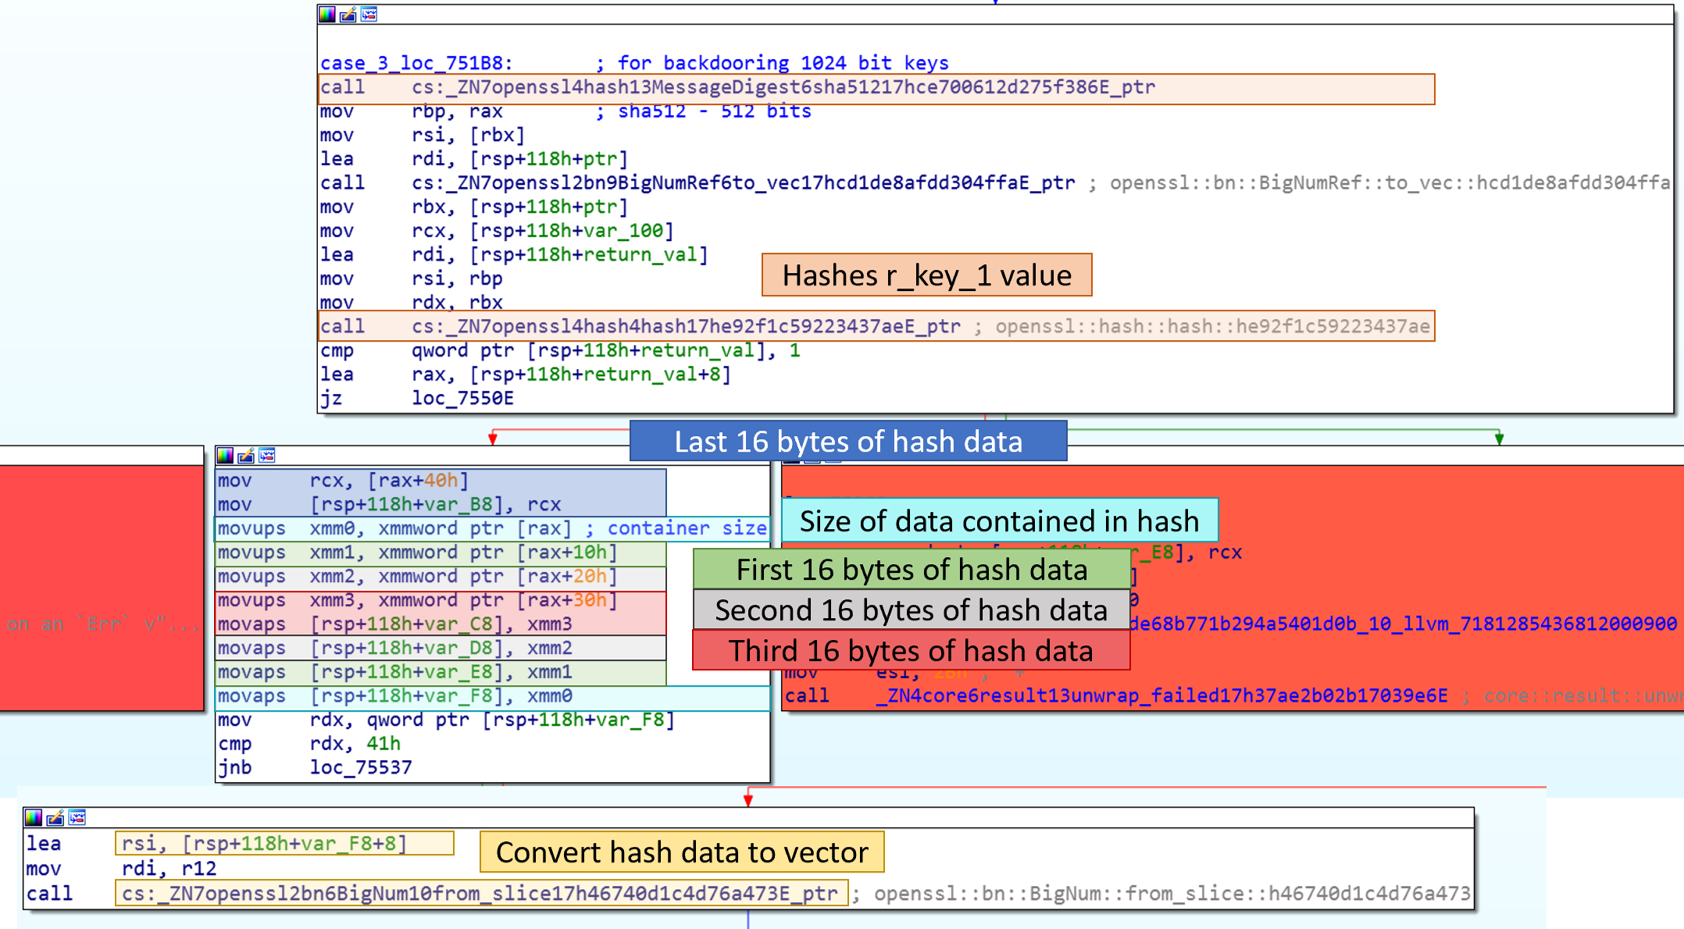 case_3_loc_751B8: ; for backdooring 1024 bit keys
call cs:_ZN7openssl4hash13MessageDigest6sha51217hce700612d275f386E_ptr
mov rbp, rax ; sha512 - 512 bits
mov rsi, [rbx]
lea rdi, [rsp+118h+ptr]
call cs:_ZN7openssl2bn9BigNumRef6to_vec17hcd1de8afdd304ffaE_ptr ; openssl::bn::BigNumRef::to_vec::hcd1de8afdd304ffa
mov rbx, [rsp+118h+ptr]
mov rcx, [rsp+118h+var_100]
lea rdi, [rsp+118h+return_val]
mov rsi, rbp
mov rdx, rbx
Hashes r_key_1 value
call cs:_ZN7openssl4hash4hash17he92f1c59223437aeE_ptr ; openssl::hash::hash::he92f1c59223437ae
cmp qword ptr [rsp+118h+return_val], 1
lea rax, [rsp+118h+return_val+8]
jz loc_7550E
Last 16 bytes of hash data
on an `Err` v"...
mov rcx, [rax+40h]
mov [rsp+118h+var_B8], rcx
movups xmm0, xmmword ptr [rax] ; container size
movups xmm1, xmmword ptr [rax+10h]
movups xmm2, xmmword ptr [rax+20h]
movups xmm3, xmmword ptr [rax+30h]
movaps [rsp+118h+var_C8], xmm3
movaps [rsp+118h+var_D8], xmm2
movaps [rsp+118h+var_E8], xmm1
movaps [rsp+118h+var_F8], xmm0
mov rdx, qword ptr [rsp+118h+var_F8]
cmp rdx, 41h
jnb loc_75537
Size of data contained in hash
_E8], rcx
First 16 bytes of hash data
Second 16 bytes of hash data
de68b771b294a5401d0b_10_llvm_7181285436812000900
Third 16 bytes of hash data
mov esi, 2Bh ; '+'
call _ZN4core6result13unwrap_failed17h37ae2b02b17039e6E ; core::result::unw
lea rsi, [rsp+118h+var_F8+8]
Convert hash data to vector
mov rdi, r12
call cs:_ZN7openssl2bn6BigNum10from_slice17h46740d1c4d76a473E_ptr ; openssl::bn::BigNum::from_slice::h46740d1c4d76a473